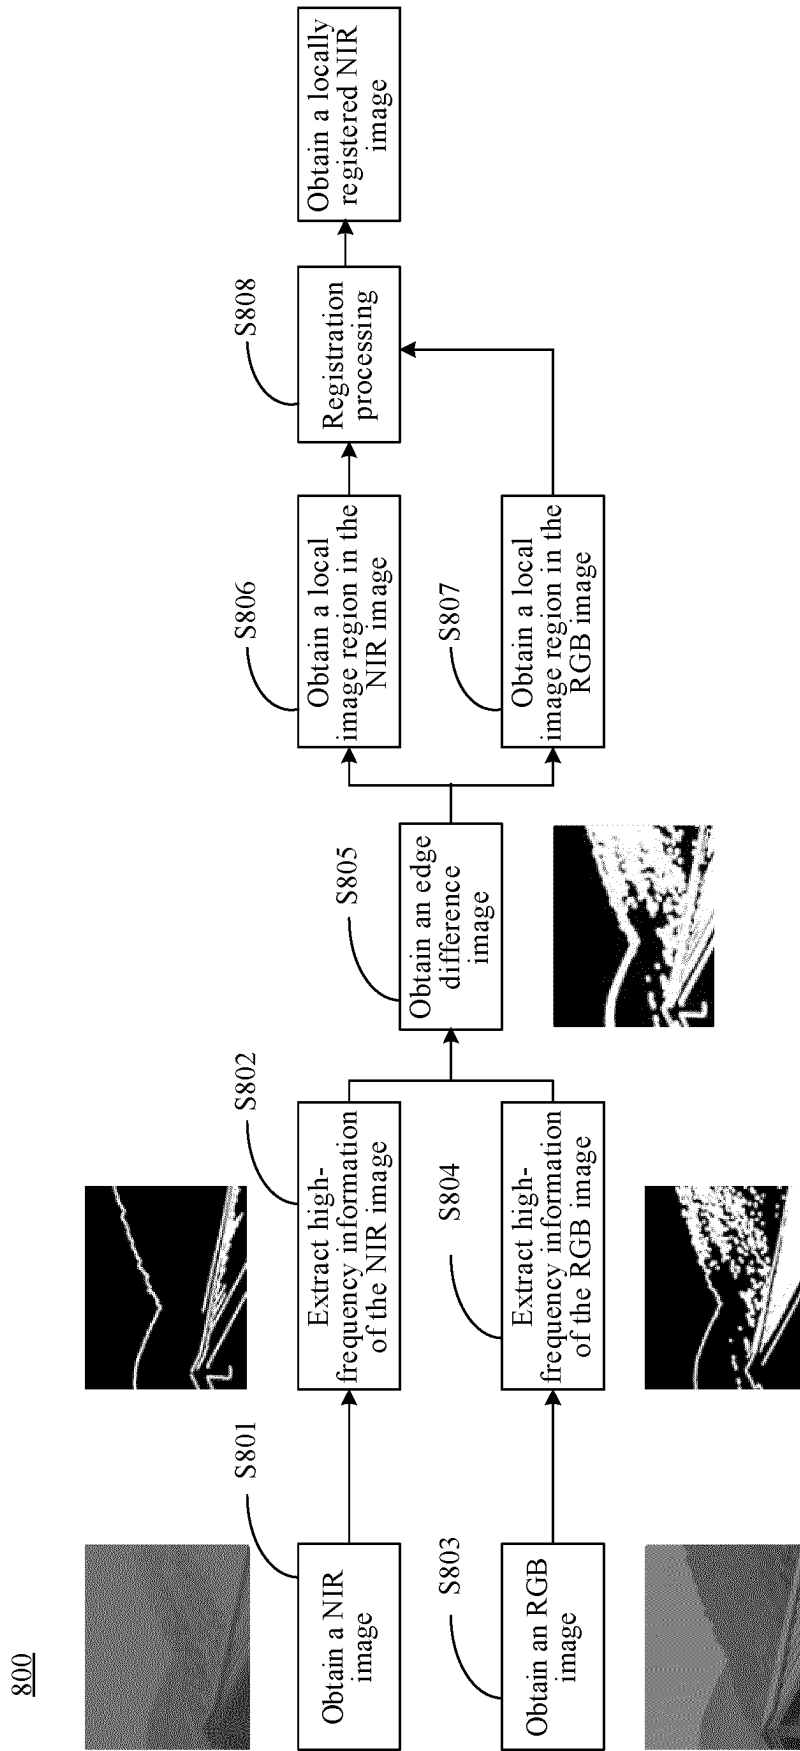 800
S801
Obtain a NIR
image
S802
Extract high-
frequency information
of the NIR image
S803
Obtain an RGB
image
S804
Extract high-
frequency information
of the RGB image
S805
Obtain an edge
difference
image
S806
Obtain a local
image region in the
NIR image
S807
Obtain a local
image region in the
RGB image
S808
Registration
processing
Obtain a locally
registered NIR
image